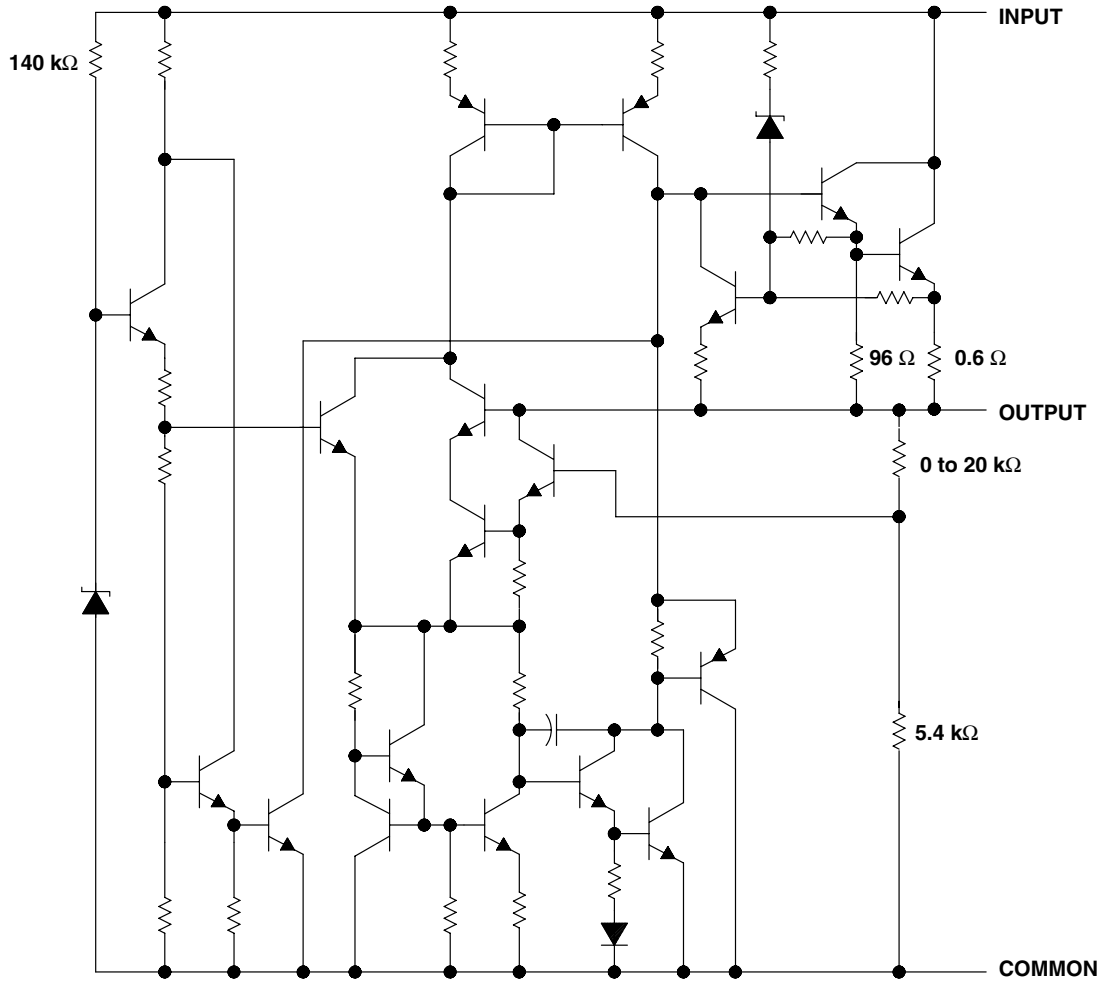 INPUT
140 kΩ
96 Ω
0.6 Ω
OUTPUT
0 to 20 kΩ
5.4 kΩ
COMMON